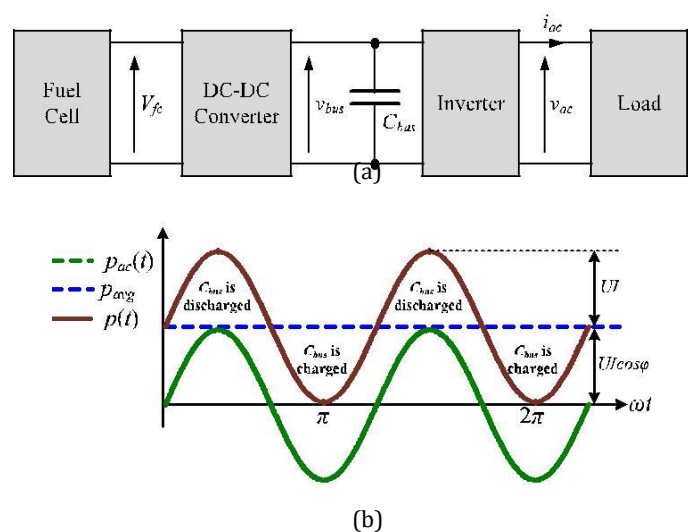 i_ac
Fuel Cell
V_fc
DC-DC Converter
v_bus
C_bus
Inverter
v_ac
Load
(a)
p_ac(t)
p_avg
p(t)
C_bus is discharged
C_bus is discharged
UI
C_bus is charged
C_bus is charged
UIcosφ
π
2π
ωt
(b)